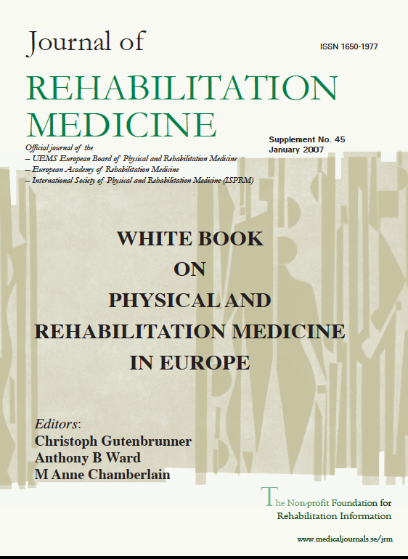 Journal of
ISSN 1650-1977
REHABILITATION
MEDICINE
Supplement No. 45
January 2007
Official journal of the
– UEMS European Board of Physical and Rehabilitation Medicine
– European Academy of Rehabilitation Medicine
– International Society of Physical and Rehabilitation Medicine (ISPRM)
WHITE BOOK
ON
PHYSICAL AND
REHABILITATION MEDICINE
IN EUROPE
Editors:
Christoph Gutenbrunner
Anthony B Ward
M Anne Chamberlain
The Non-profit Foundation for
Rehabilitation Information
www.medicaljournals.se/jrm